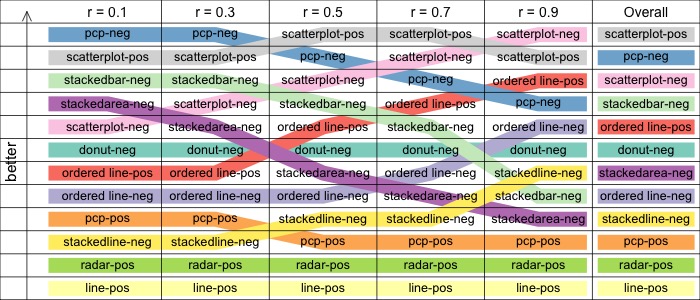 r = 0.1 r = 0.3 r = 0.5 r = 0.7 r = 0.9 Overall
pcp-neg pcp-neg scatterplot-pos scatterplot-pos scatterplot-neg scatterplot-pos
scatterplot-pos scatterplot-pos pcp-neg scatterplot-neg scatterplot-pos pcp-neg
stackedbar-neg stackedbar-neg scatterplot-neg pcp-neg ordered line-pos scatterplot-neg
stackedarea-neg scatterplot-neg stackedbar-neg ordered line-pos pcp-neg stackedbar-neg
scatterplot-neg stackedarea-neg ordered line-pos stackedbar-neg ordered line-neg ordered line-pos
donut-neg donut-neg donut-neg donut-neg donut-neg donut-neg
ordered line-pos ordered line-pos stackedarea-neg ordered line-neg stackedline-neg stackedarea-neg
ordered line-neg ordered line-neg ordered line-neg stackedarea-neg stackedbar-neg ordered line-neg
pcp-pos pcp-pos stackedline-neg stackedline-neg stackedarea-neg stackedline-neg
stackedline-neg stackedline-neg pcp-pos pcp-pos pcp-pos pcp-pos
radar-pos radar-pos radar-pos radar-pos radar-pos radar-pos
line-pos line-pos line-pos line-pos line-pos line-pos
better